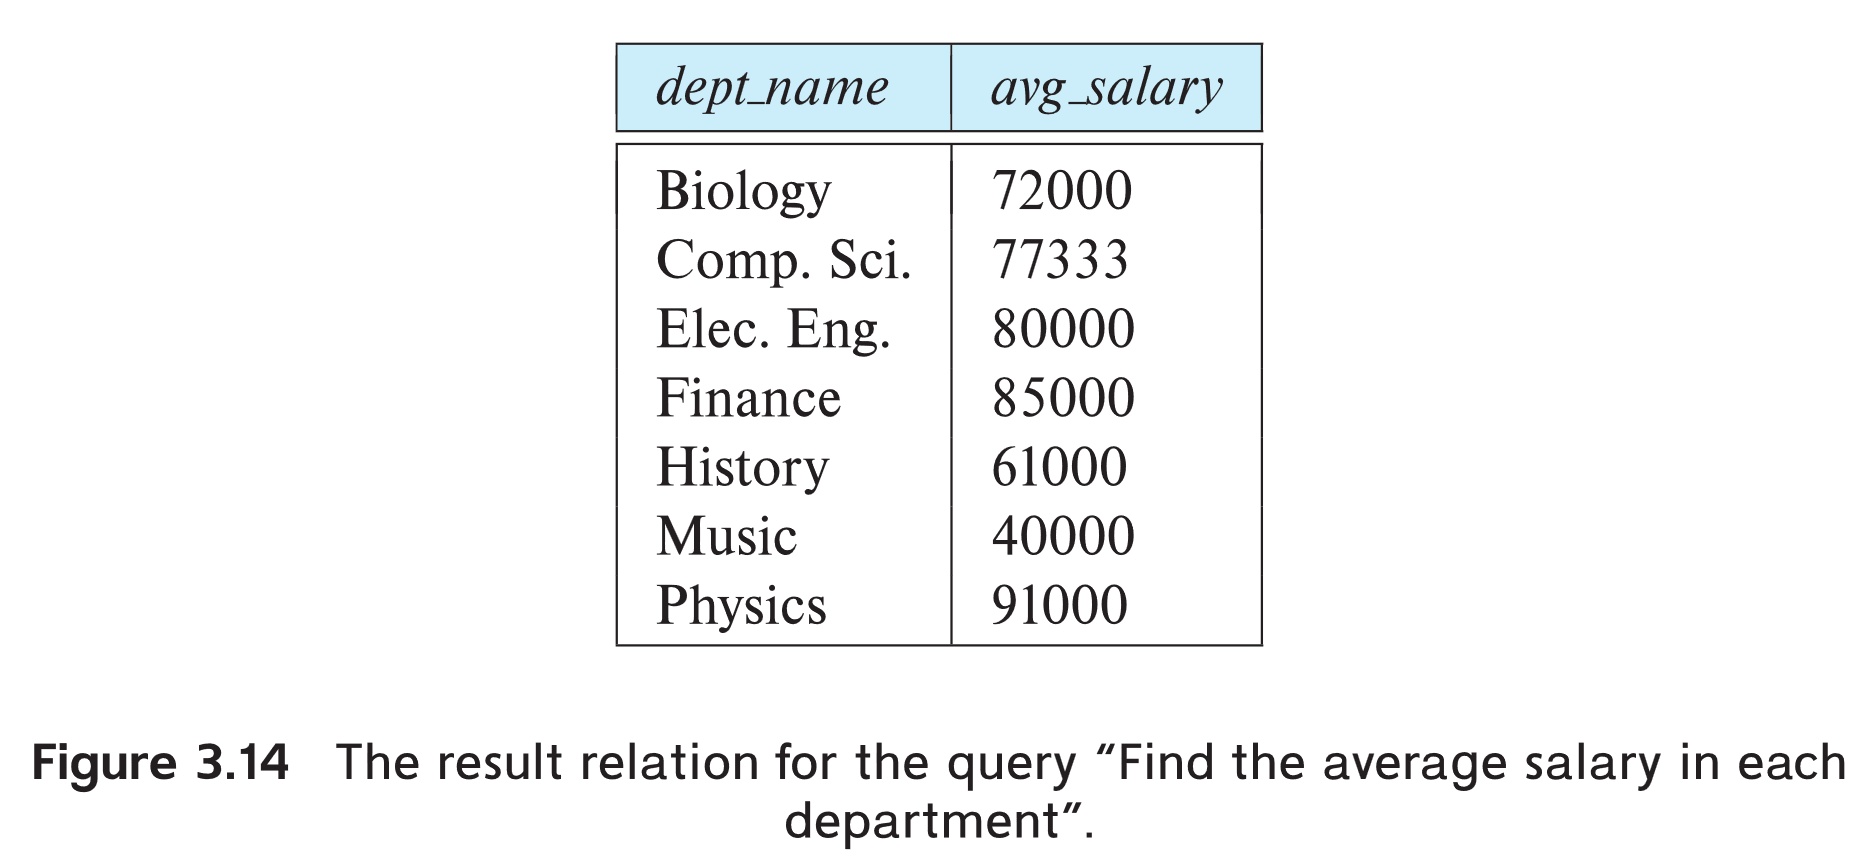 dept_name avg_salary
Biology 72000
Comp. Sci. 77333
Elec. Eng. 80000
Finance 85000
History 61000
Music 40000
Physics 91000
Figure 3.14 The result relation for the query “Find the average salary in each
department”.